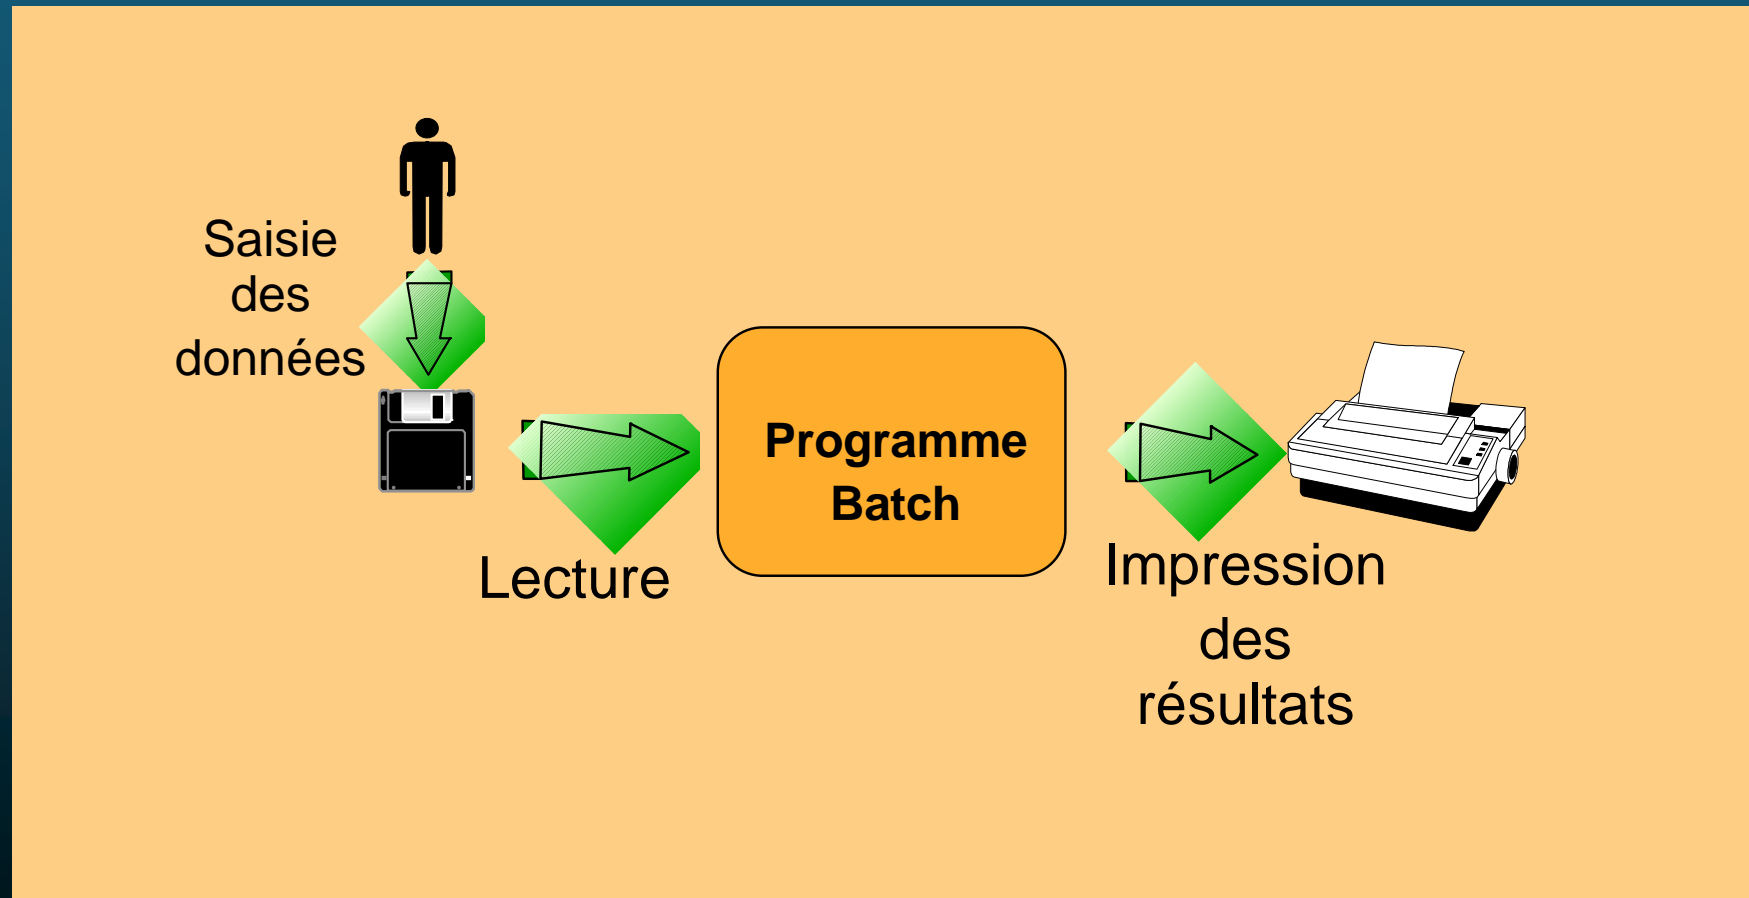 Saisie
des
données
Lecture
Programme
Batch
Impression
des
résultats